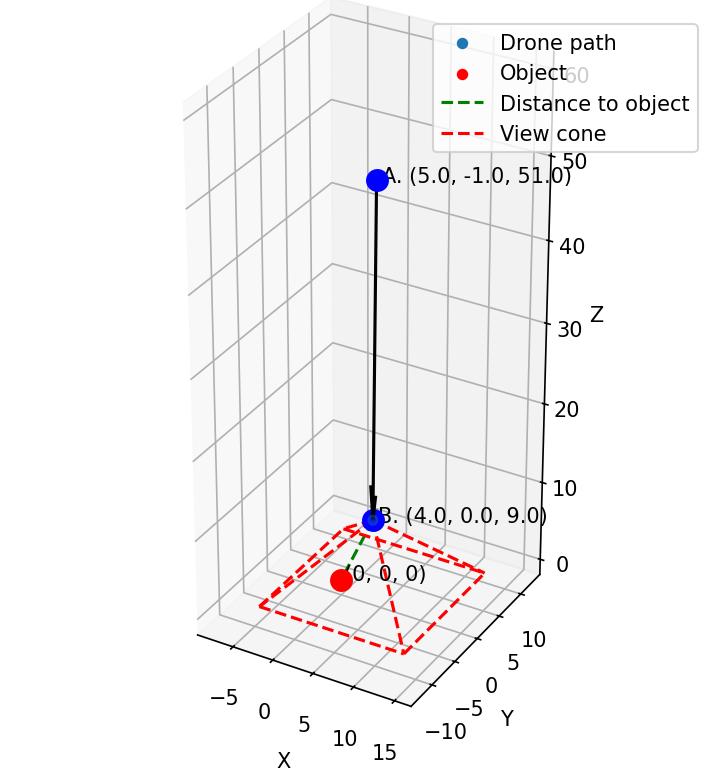 Drone path
Object
Distance to object
View cone
60
A. (5.0, -1.0, 51.0)
50
40
30
Z
20
10
B. (4.0, 0.0, 9.0)
0
0, 0, 0)
−5
0
5
10
15
X
−10
−5
0
5
10
Y